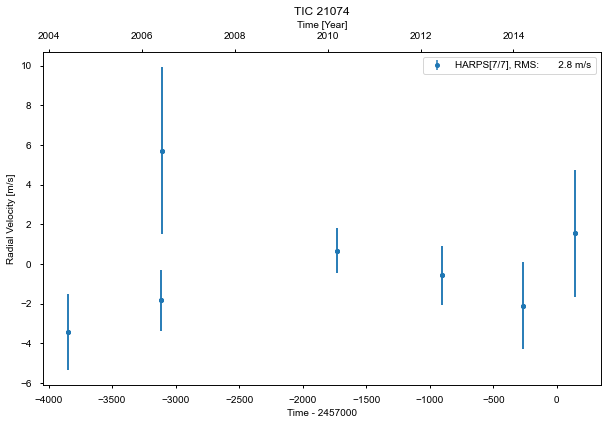 TIC 21074
Time [Year]
2004 2006 2008 2010 2012 2014
HARPS[7/7], RMS: 2.8 m/s
10
8
6
4
2
0
−2
−4
−6
Radial Velocity [m/s]
−4000 −3500 −3000 −2500 −2000 −1500 −1000 −500 0
Time - 2457000